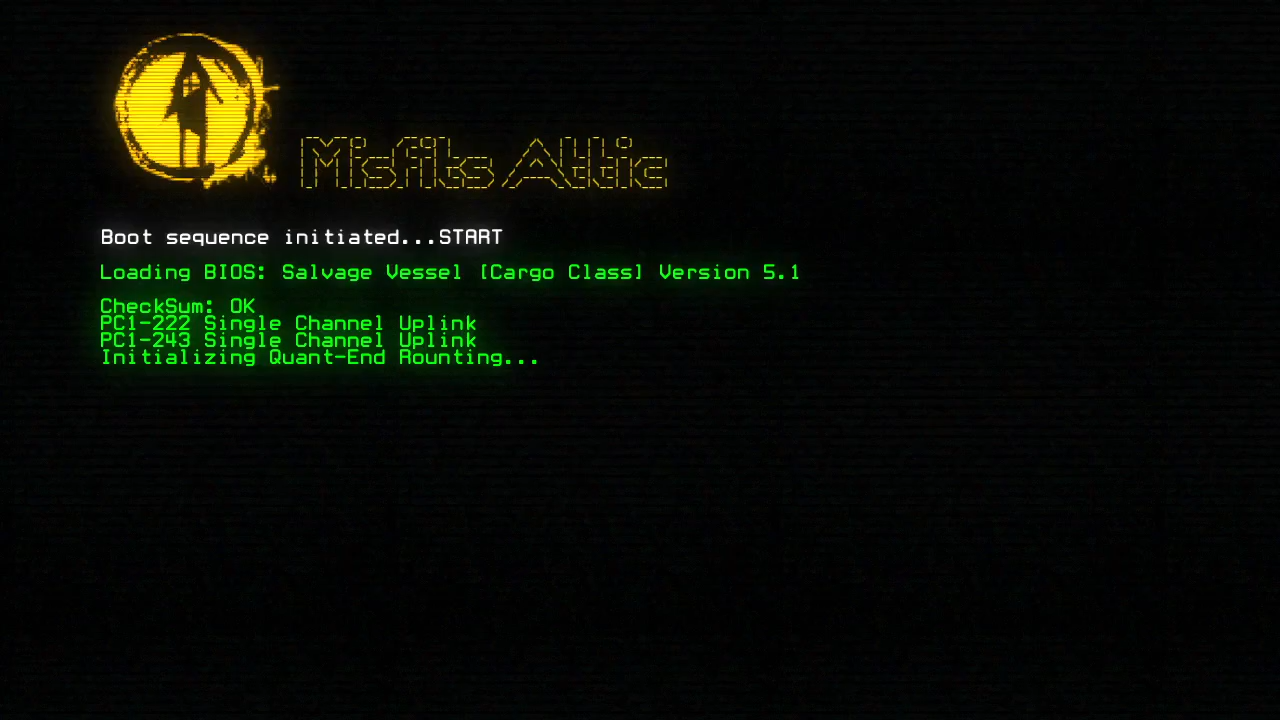 Misfits Attic
Boot sequence initiated...START
Loading BIOS: Salvage Vessel [Cargo Class] Version 5.1
CheckSum: OK
PC1-222 Single Channel Uplink
PC1-243 Single Channel Uplink
Initializing Quant-End Rounting...